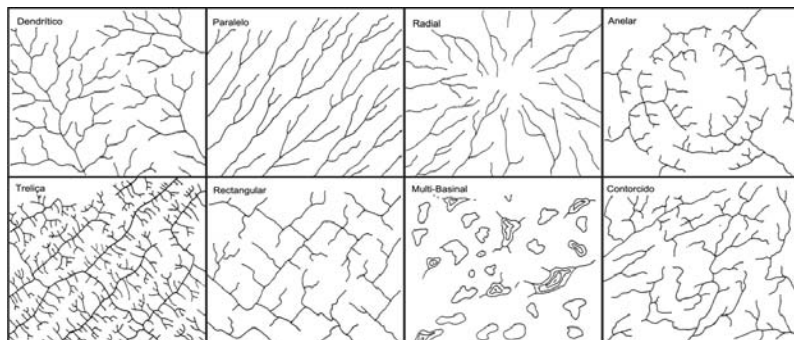 Dendrítico
Paralelo
Radial
Anelar
Treliça
Rectangular
Multi-Basinal
Contorcido